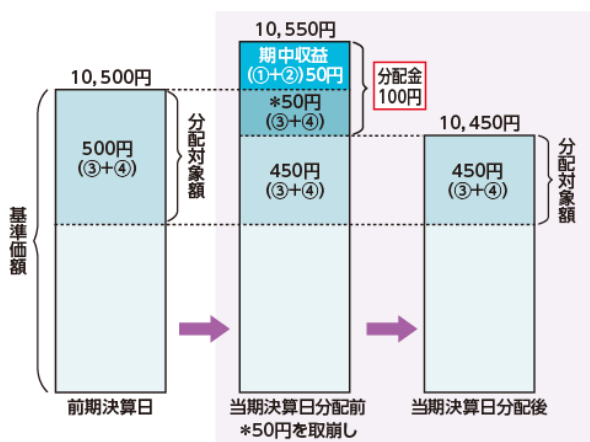 10,550円
期中収益
(①+②)50円
分配金
100円
10,500円
*50円
(③+④)
10,450円
500円
(③+④)
分配対象額
450円
(③+④)
450円
(③+④)
分配対象額
基準価額
前期決算日
当期決算日分配前
当期決算日分配後
*50円を取崩し